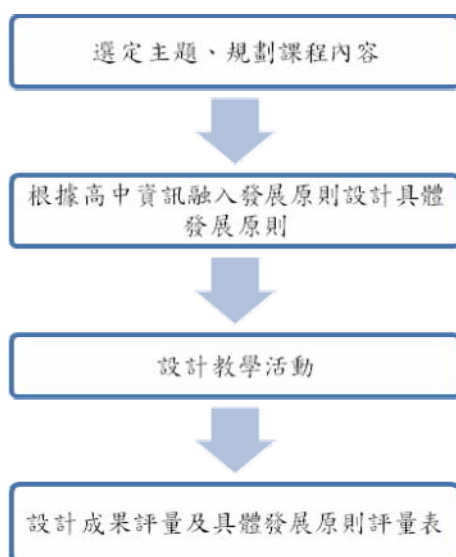 選定主題、規劃課程內容
根據高中資訊融入發展原則設計具體
發展原則
設計教學活動
設計成果評量及具體發展原則評量表